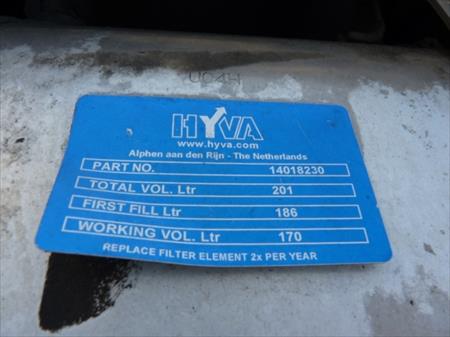 HYVA
www.hyva.com
Alphen aan den Rijn - The Netherlands
PART NO. 14018230
TOTAL VOL. Ltr 201
FIRST FILL Ltr 186
WORKING VOL. Ltr 170
REPLACE FILTER ELEMENT 2x PER YEAR